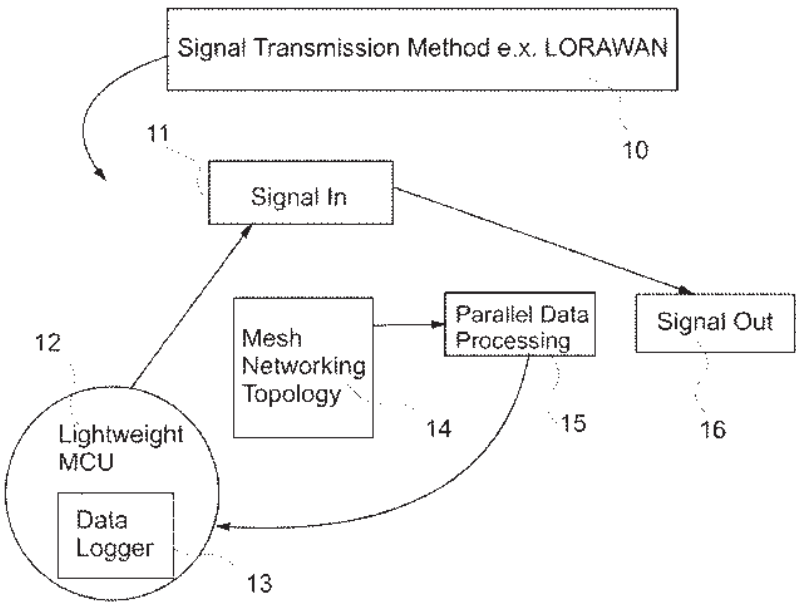 Signal Transmission Method e.x. LORAWAN
10
11
Signal In
Mesh
Networking
Topology
14
Parallel Data
Processing
15
Signal Out
16
12
Lightweight
MCU
Data
Logger
13